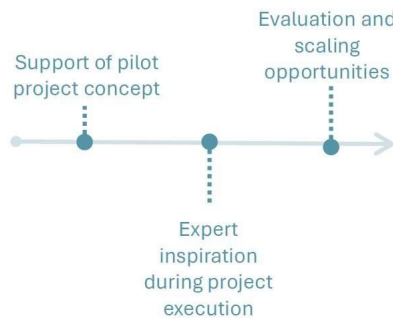 Support of pilot
project concept
Expert
inspiration
during project
execution
Evaluation and
scaling
opportunities